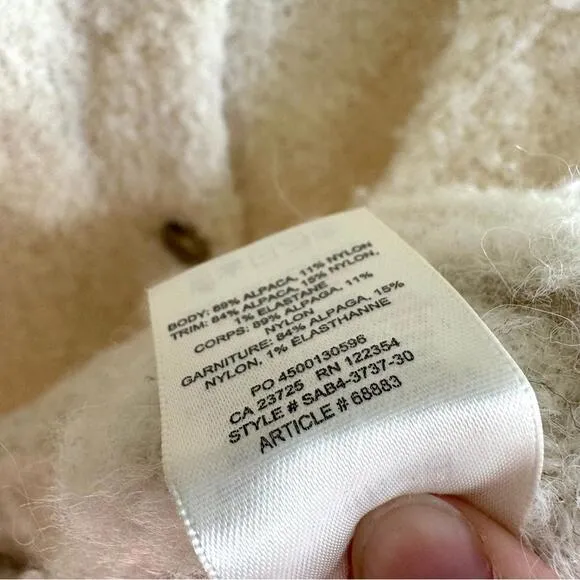 BODY: 89% ALPACA, 11% NYLON
TRIM: 84% ALPACA, 15% NYLON,
1% ELASTANE
CORPS: 89% ALPAGA, 11%
NYLON
GARNITURE: 84% ALPAGA, 15%
NYLON, 1% ÉLASTHANNE
PO 4500130596
CA 23725 RN 122354
STYLE # SAB4-3737-30
ARTICLE # 68883